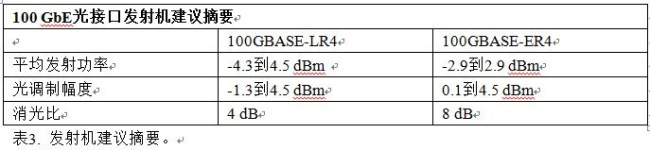 100 GbE光接口发射机建议摘要
100GBASE-LR4 100GBASE-ER4
平均发射功率 -4.3到4.5 dBm -2.9到2.9 dBm
光调制幅度 -1.3到4.5 dBm 0.1到4.5 dBm
消光比 4 dB 8 dB
表3. 发射机建议摘要。